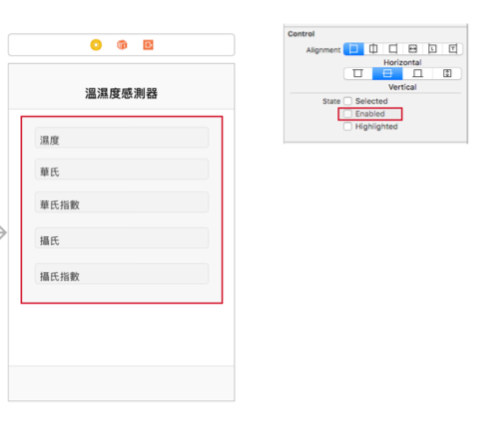 溫濕度感測器
濕度
華氏
華氏指數
攝氏
攝氏指數
Control
Alignment
Horizontal
Vertical
State Selected
Enabled
Highlighted